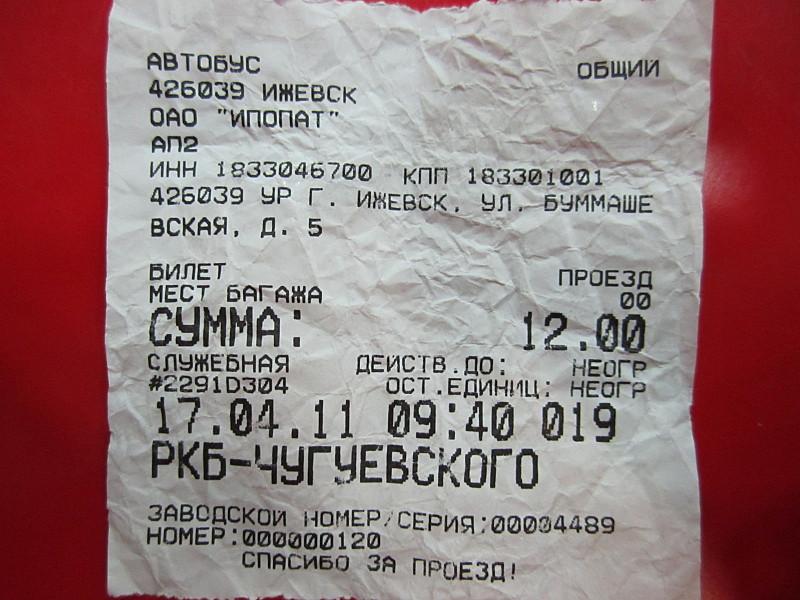 АВТОБУС ОБЩИЙ
426039 ИЖЕВСК
ОАО "ИПОПАТ"
АП2
ИНН 1833046700 КПП 183301001
426039 УР Г. ИЖЕВСК, УЛ. БУММАШЕ
ВСКАЯ, Д. 5
БИЛЕТ ПРОЕЗД
МЕСТ БАГАЖА 00
СУММА: 12.00
СЛУЖЕБНАЯ ДЕЙСТВ.ДО: НЕОГР
#2291D304 ОСТ.ЕДИНИЦ: НЕОГР
17.04.11 09:40 019
РКБ-ЧУГУЕВСКОГО
ЗАВОДСКОЙ НОМЕР/СЕРИЯ:00004489
НОМЕР:000000120
СПАСИБО ЗА ПРОЕЗД!